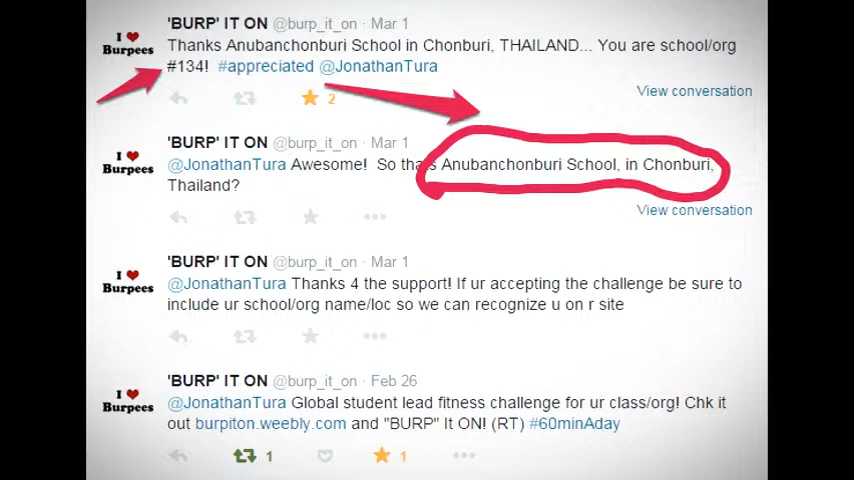 'BURP' IT ON @burp_it_on · Mar 1
I ❤ Burpees
Thanks Anubanchonburi School in Chonburi, THAILAND... You are school/org
#134! #appreciated @JonathanTura
2
View conversation
'BURP' IT ON @burp_it_on · Mar 1
I ❤ Burpees
@JonathanTura Awesome! So thats Anubanchonburi School, in Chonburi,
Thailand?
View conversation
'BURP' IT ON @burp_it_on · Mar 1
I ❤ Burpees
@JonathanTura Thanks 4 the support! If ur accepting the challenge be sure to
include ur school/org name/loc so we can recognize u on r site
'BURP' IT ON @burp_it_on · Feb 26
I ❤ Burpees
@JonathanTura Global student lead fitness challenge for ur class/org! Chk it
out burpiton.weebly.com and "BURP" It ON! (RT) #60minAday
1
1